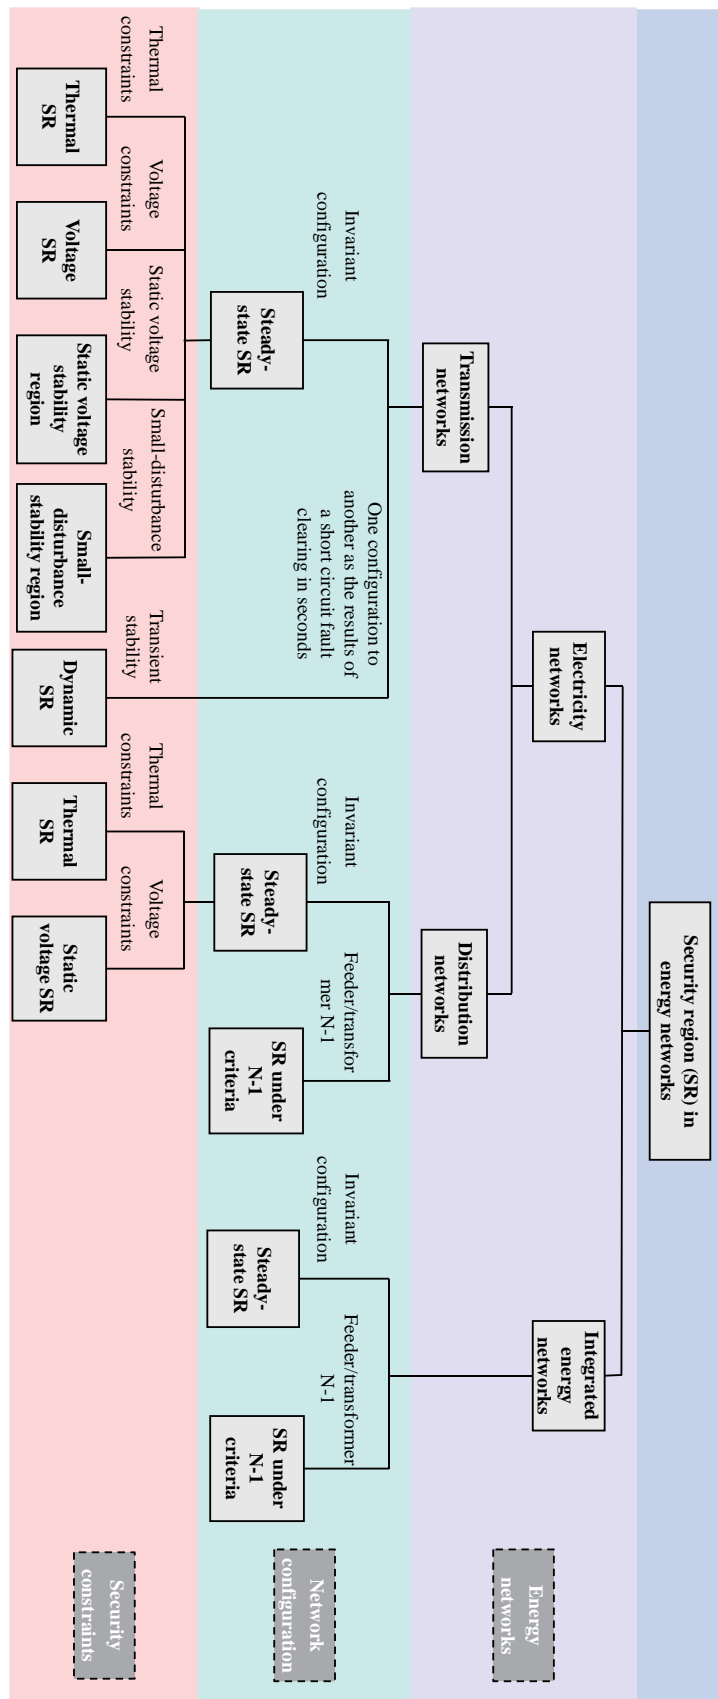 Security region (SR) in
energy networks
Electricity
networks
Integrated
energy
networks
Energy
networks
Transmission
networks
Distribution
networks
Invariant
configuration
One configuration to
another as the results of
a short circuit fault
clearing in seconds
Invariant
configuration
Feeder/transfor
mer N-1
Invariant
configuration
Feeder/transformer
N-1
Steady-
state SR
Steady-
state SR
SR under
N-1
criteria
Steady-
state SR
SR under
N-1
criteria
Network
configuration
Thermal
constraints
Voltage
constraints
Static voltage
stability
Small-disturbance
stability
Transient
stability
Thermal
constraints
Voltage
constraints
Thermal
SR
Voltage
SR
Static voltage
stability
region
Small-
disturbance
stability region
Dynamic
SR
Thermal
SR
Static
voltage SR
Security
constraints